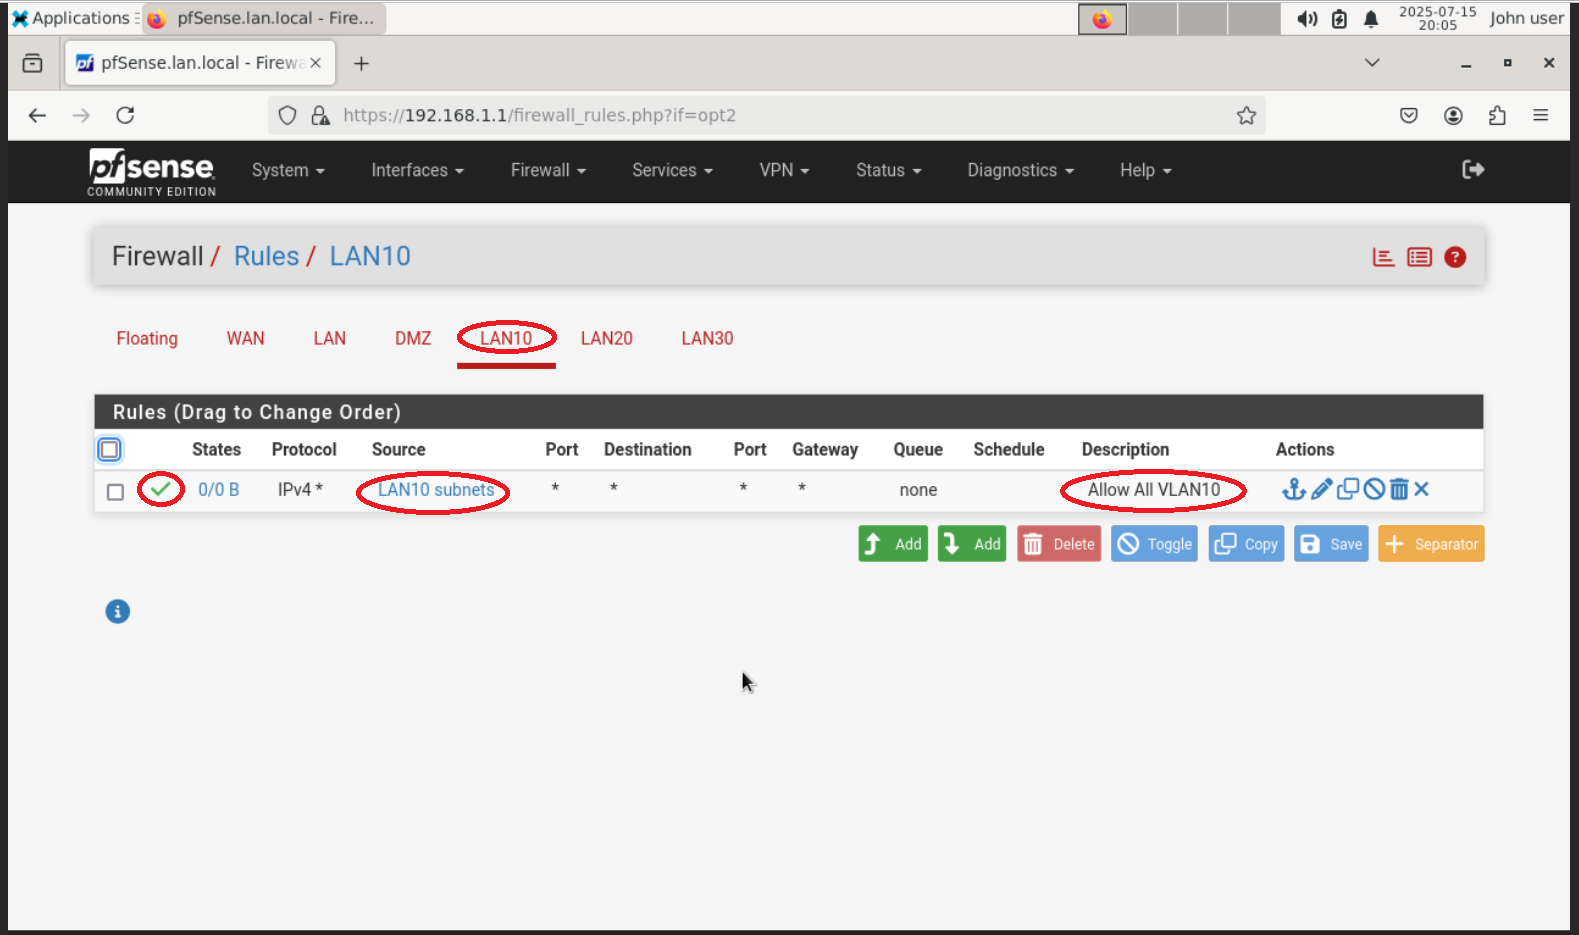 Applications pfSense.lan.local - Fire... 2025-07-15 20:05 John user
pfSense.lan.local - Firewa
https://192.168.1.1/firewall_rules.php?if=opt2
pfsense COMMUNITY EDITION System Interfaces Firewall Services VPN Status Diagnostics Help
Firewall / Rules / LAN10
Floating WAN LAN DMZ LAN10 LAN20 LAN30
Rules (Drag to Change Order)
States Protocol Source Port Destination Port Gateway Queue Schedule Description Actions
0/0 B IPv4 * LAN10 subnets * * * * none Allow All VLAN10
Add Add Delete Toggle Copy Save Separator